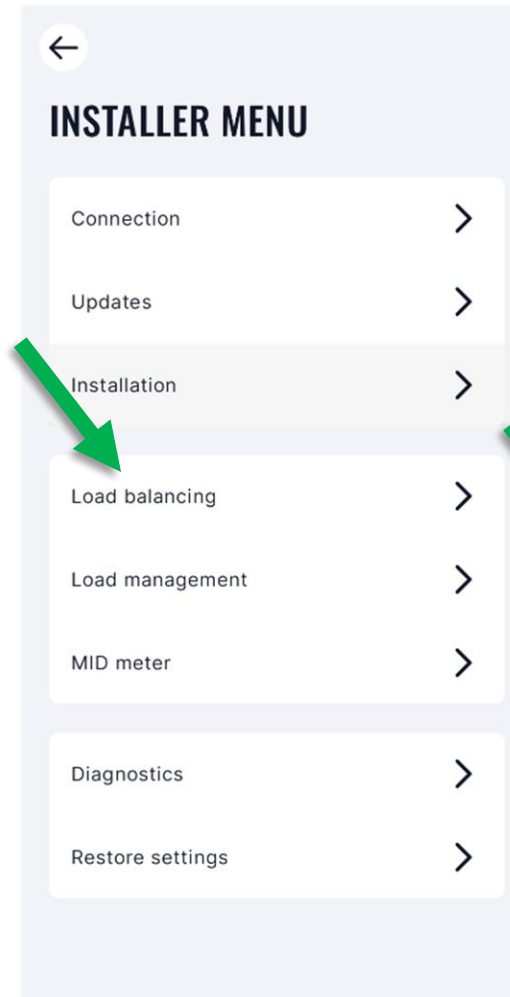 INSTALLER MENU
Connection
Updates
Installation
Load balancing
Load management
MID meter
Diagnostics
Restore settings